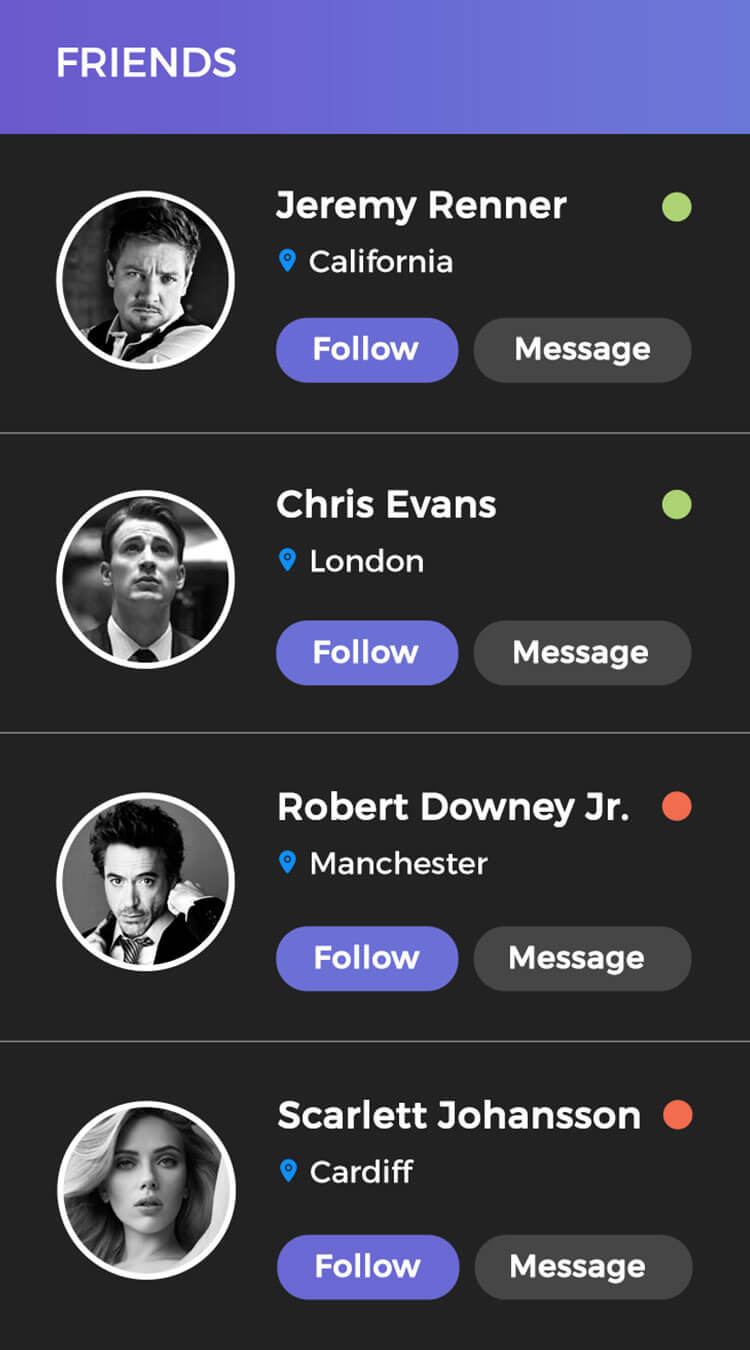 FRIENDS
Jeremy Renner
California
Follow Message
Chris Evans
London
Follow Message
Robert Downey Jr.
Manchester
Follow Message
Scarlett Johansson
Cardiff
Follow Message